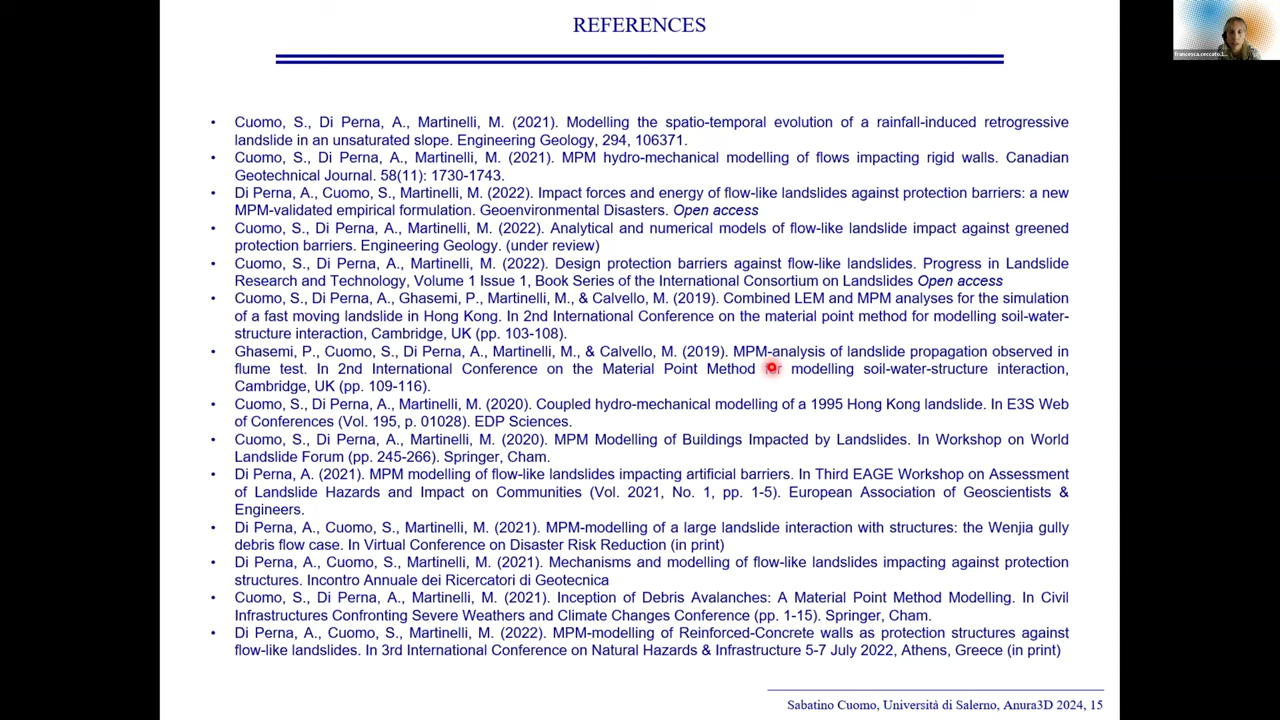 REFERENCES
• Cuomo, S., Di Perna, A., Martinelli, M. (2021). Modelling the spatio-temporal evolution of a rainfall-induced retrogressive
landslide in an unsaturated slope. Engineering Geology, 294, 106371.
• Cuomo, S., Di Perna, A., Martinelli, M. (2021). MPM hydro-mechanical modelling of flows impacting rigid walls. Canadian
Geotechnical Journal. 58(11): 1730-1743.
• Di Perna, A., Cuomo, S., Martinelli, M. (2022). Impact forces and energy of flow-like landslides against protection barriers: a new
MPM-validated empirical formulation. Geoenvironmental Disasters. Open access
• Cuomo, S., Di Perna, A., Martinelli, M. (2022). Analytical and numerical models of flow-like landslide impact against greened
protection barriers. Engineering Geology. (under review)
• Cuomo, S., Di Perna, A., Martinelli, M. (2022). Design protection barriers against flow-like landslides. Progress in Landslide
Research and Technology, Volume 1 Issue 1, Book Series of the International Consortium on Landslides Open access
• Cuomo, S., Di Perna, A., Ghasemi, P., Martinelli, M., & Calvello, M. (2019). Combined LEM and MPM analyses for the simulation
of a fast moving landslide in Hong Kong. In 2nd International Conference on the material point method for modelling soil-water-
structure interaction, Cambridge, UK (pp. 103-108).
• Ghasemi, P., Cuomo, S., Di Perna, A., Martinelli, M., & Calvello, M. (2019). MPM-analysis of landslide propagation observed in
flume test. In 2nd International Conference on the Material Point Method for modelling soil-water-structure interaction,
Cambridge, UK (pp. 109-116).
• Cuomo, S., Di Perna, A., Martinelli, M. (2020). Coupled hydro-mechanical modelling of a 1995 Hong Kong landslide. In E3S Web
of Conferences (Vol. 195, p. 01028). EDP Sciences.
• Cuomo, S., Di Perna, A., Martinelli, M. (2020). MPM Modelling of Buildings Impacted by Landslides. In Workshop on World
Landslide Forum (pp. 245-266). Springer, Cham.
• Di Perna, A. (2021). MPM modelling of flow-like landslides impacting artificial barriers. In Third EAGE Workshop on Assessment
of Landslide Hazards and Impact on Communities (Vol. 2021, No. 1, pp. 1-5). European Association of Geoscientists &
Engineers.
• Di Perna, A., Cuomo, S., Martinelli, M. (2021). MPM-modelling of a large landslide interaction with structures: the Wenjia gully
debris flow case. In Virtual Conference on Disaster Risk Reduction (in print)
• Di Perna, A., Cuomo, S., Martinelli, M. (2021). Mechanisms and modelling of flow-like landslides impacting against protection
structures. Incontro Annuale dei Ricercatori di Geotecnica
• Cuomo, S., Di Perna, A., Martinelli, M. (2021). Inception of Debris Avalanches: A Material Point Method Modelling. In Civil
Infrastructures Confronting Severe Weathers and Climate Changes Conference (pp. 1-15). Springer, Cham.
• Di Perna, A., Cuomo, S., Martinelli, M. (2022). MPM-modelling of Reinforced-Concrete walls as protection structures against
flow-like landslides. In 3rd International Conference on Natural Hazards & Infrastructure 5-7 July 2022, Athens, Greece (in print)
Sabatino Cuomo, Università di Salerno, Anura3D 2024, 15